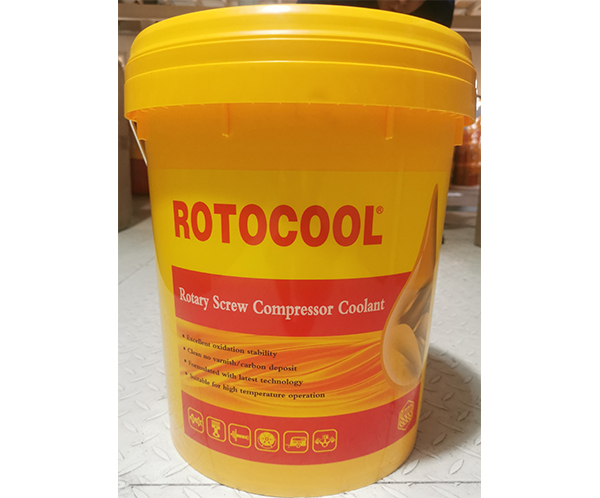 ROTOCOOL®
Rotary Screw Compressor Coolant
• Excellent oxidation stability
• Clean no varnish/carbon deposit
• Formulated with latest technology
• Suitable for high temperature operation